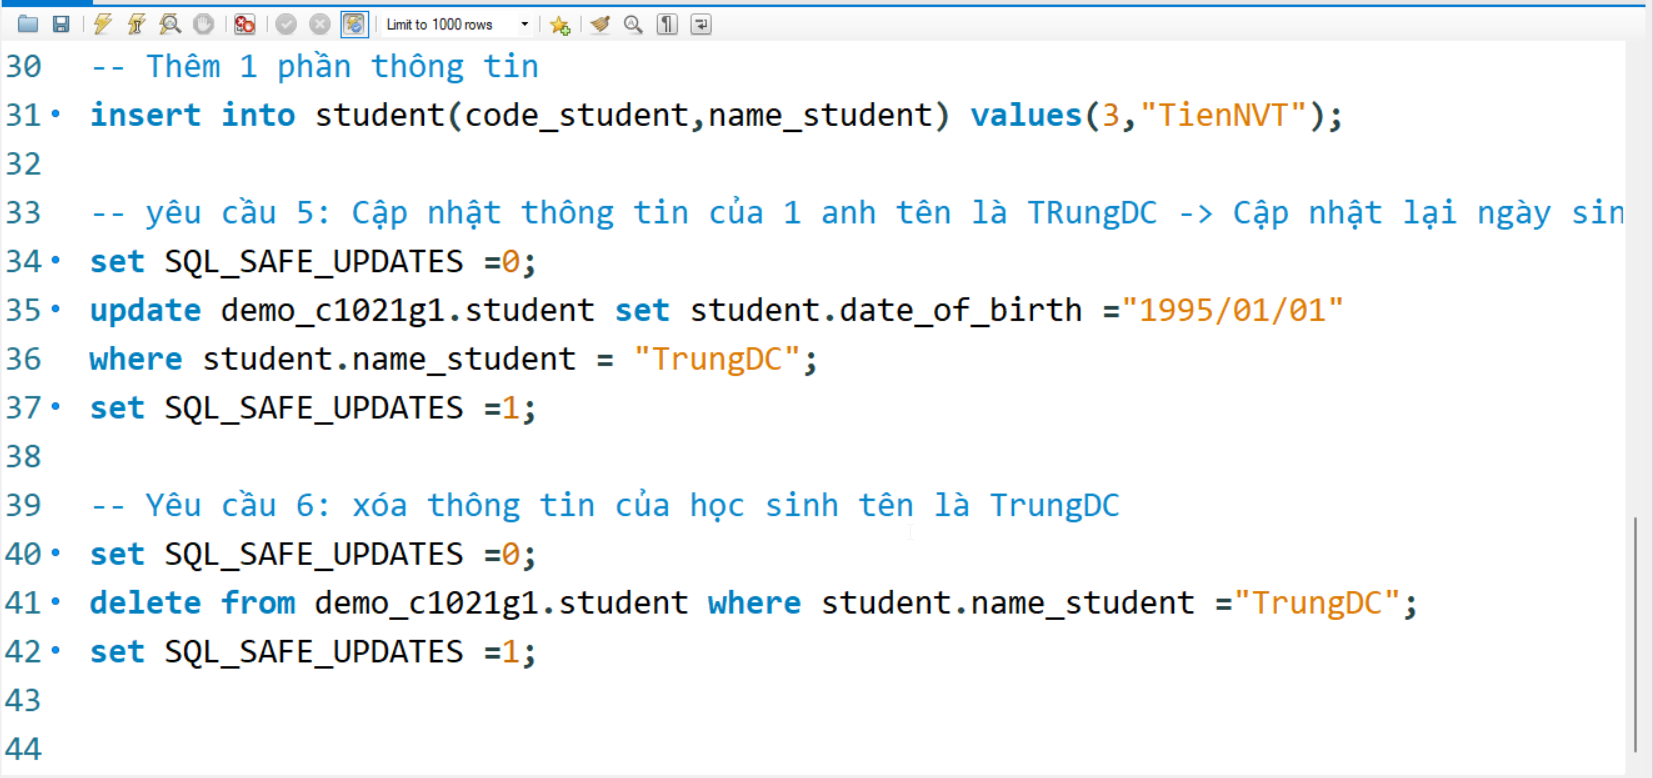 Limit to 1000 rows
30 -- Thêm 1 phần thông tin
31 insert into student(code_student,name_student) values(3,"TienNVT");
32
33 -- yêu cầu 5: Cập nhật thông tin của 1 anh tên là TRungDC -> Cập nhật lại ngày sin
34 set SQL_SAFE_UPDATES =0;
35 update demo_c1021g1.student set student.date_of_birth ="1995/01/01"
36 where student.name_student = "TrungDC";
37 set SQL_SAFE_UPDATES =1;
38
39 -- Yêu cầu 6: xóa thông tin của học sinh tên là TrungDC
40 set SQL_SAFE_UPDATES =0;
41 delete from demo_c1021g1.student where student.name_student ="TrungDC";
42 set SQL_SAFE_UPDATES =1;
43
44